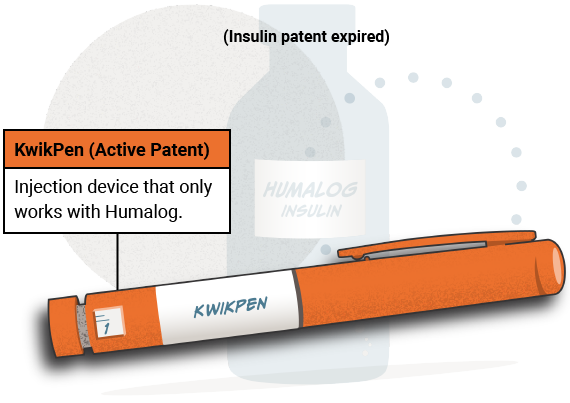 (Insulin patent expired)
KwikPen (Active Patent)
Injection device that only
works with Humalog.
HUMALOG
INSULIN
KWIKPEN
1